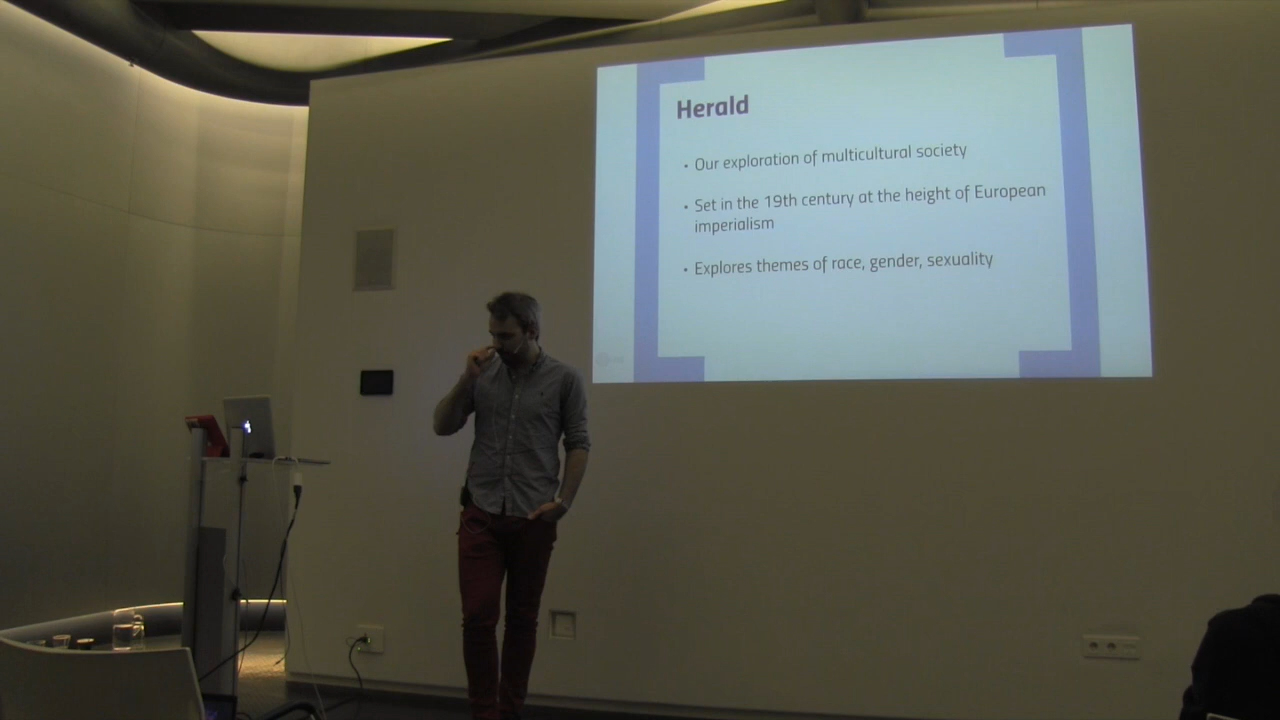 Herald
• Our exploration of multicultural society
• Set in the 19th century at the height of European
imperialism
• Explores themes of race, gender, sexuality